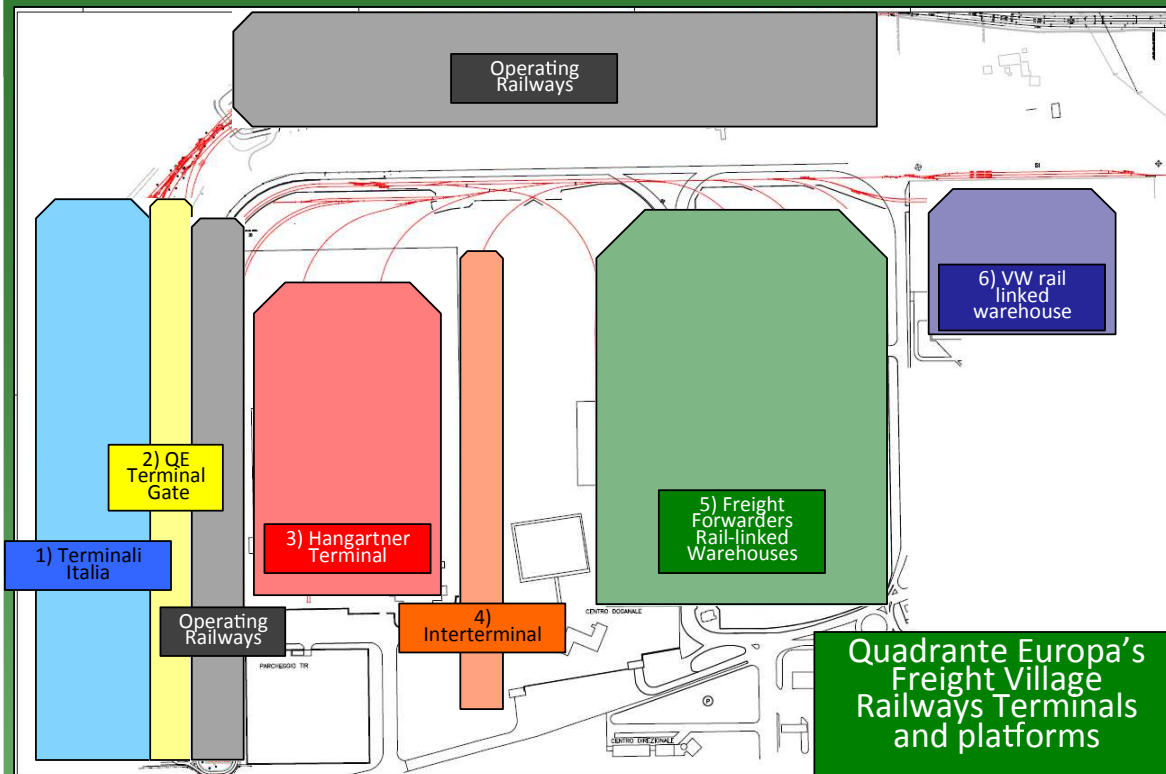 Operating
Railways
6) VW rail
linked
warehouse
2) QE
Terminal
Gate
5) Freight
Forwarders
Rail-linked
Warehouses
3) Hangartner
Terminal
1) Terminali
Italia
Operating
Railways
4)
Interterminal
CENTRO DOGANALE
PARCHEGGIO TIR
P
CENTRO DIREZIONALE
Quadrante Europa’s
Freight Village
Railways Terminals
and platforms